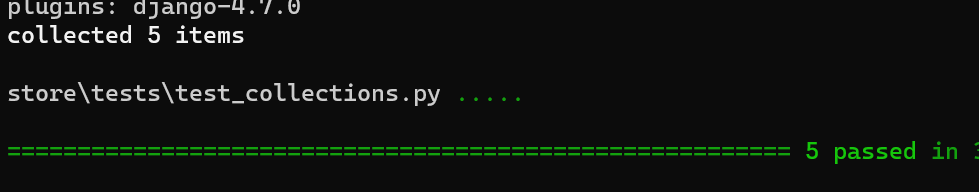 plugins: django-4.7.0
collected 5 items
store\tests\test_collections.py .....
======================================================== 5 passed in